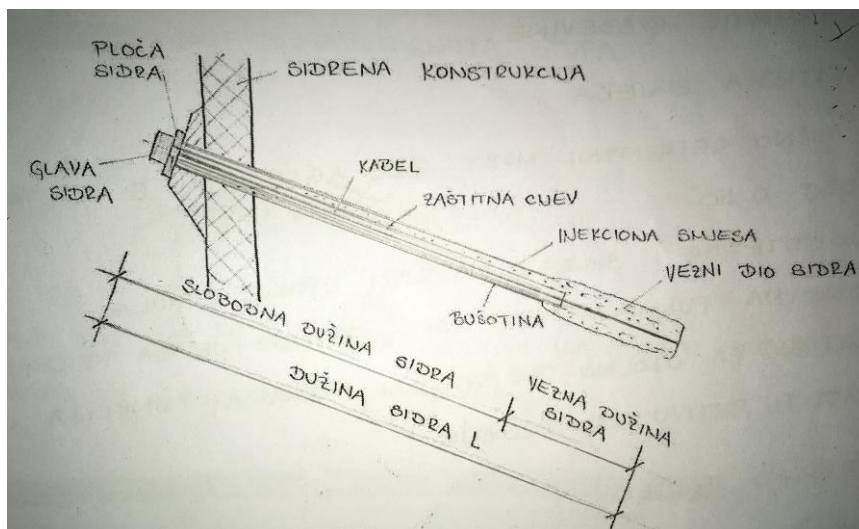 PLOČA
SIDRA
SIDRENA KONSTRUKCIJA
GLAVA
SIDRA
KABEL
ZAŠTITNA CIJEV
INEKCIONA SMJESA
VEZNI DIO SIDRA
BUŠOTINA
SLOBODNA DUŽINA SIDRA
VEZNA DUŽINA
SIDRA
DUŽINA SIDRA L